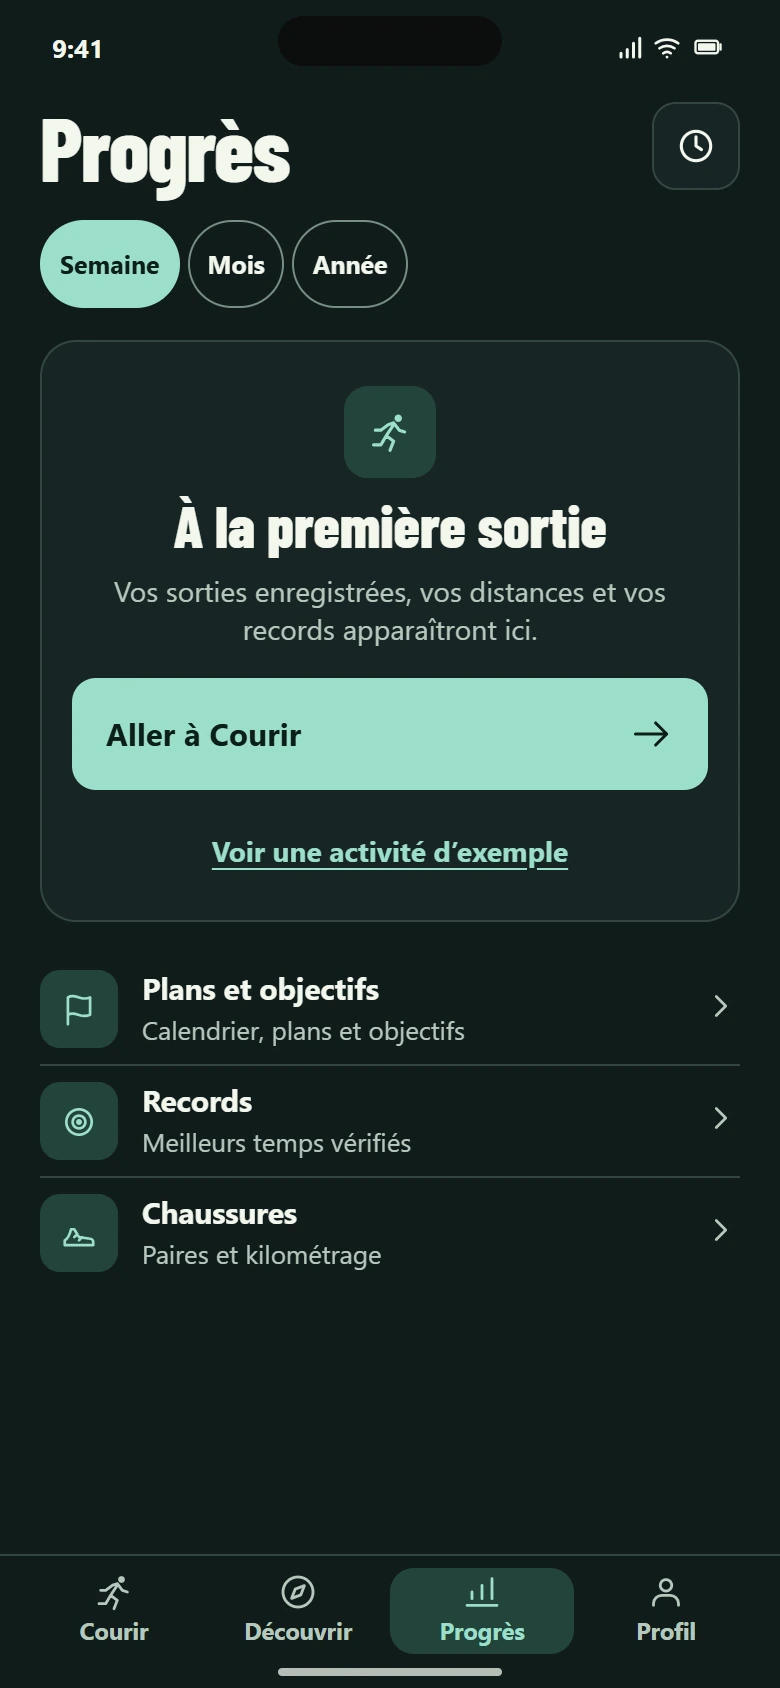 9:41
Progrès
Semaine Mois Année
À la première sortie
Vos sorties enregistrées, vos distances et vos
records apparaîtront ici.
Aller à Courir
Voir une activité d’exemple
Plans et objectifs
Calendrier, plans et objectifs
Records
Meilleurs temps vérifiés
Chaussures
Paires et kilométrage
Courir Découvrir Progrès Profil